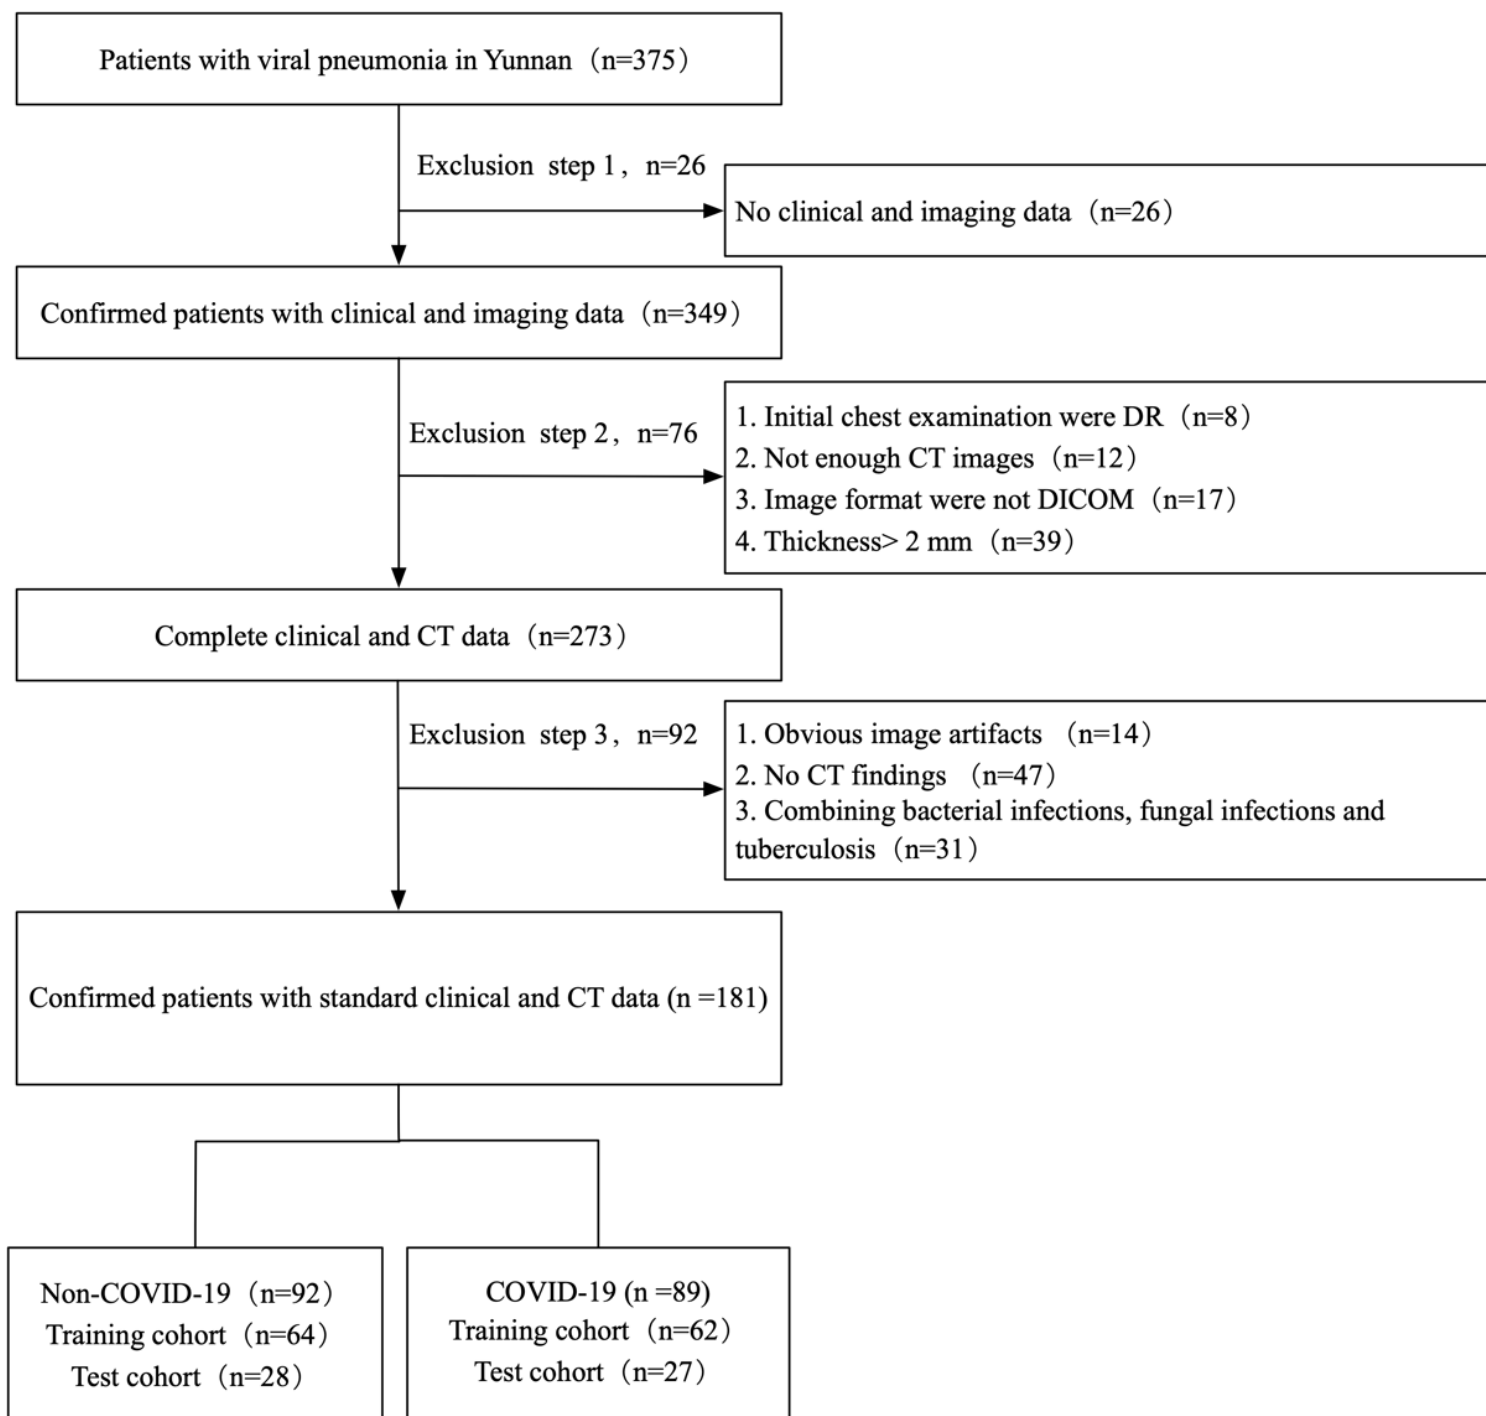 Patients with viral pneumonia in Yunnan（n=375）
Exclusion step 1，n=26
No clinical and imaging data（n=26）
Confirmed patients with clinical and imaging data（n=349）
Exclusion step 2，n=76
1. Initial chest examination were DR（n=8）
2. Not enough CT images（n=12）
3. Image format were not DICOM（n=17）
4. Thickness> 2 mm（n=39）
Complete clinical and CT data（n=273）
Exclusion step 3，n=92
1. Obvious image artifacts （n=14）
2. No CT findings （n=47）
3. Combining bacterial infections, fungal infections and
tuberculosis（n=31）
Confirmed patients with standard clinical and CT data (n =181)
Non-COVID-19（n=92）
Training cohort（n=64）
Test cohort（n=28）
COVID-19 (n =89)
Training cohort（n=62）
Test cohort（n=27）